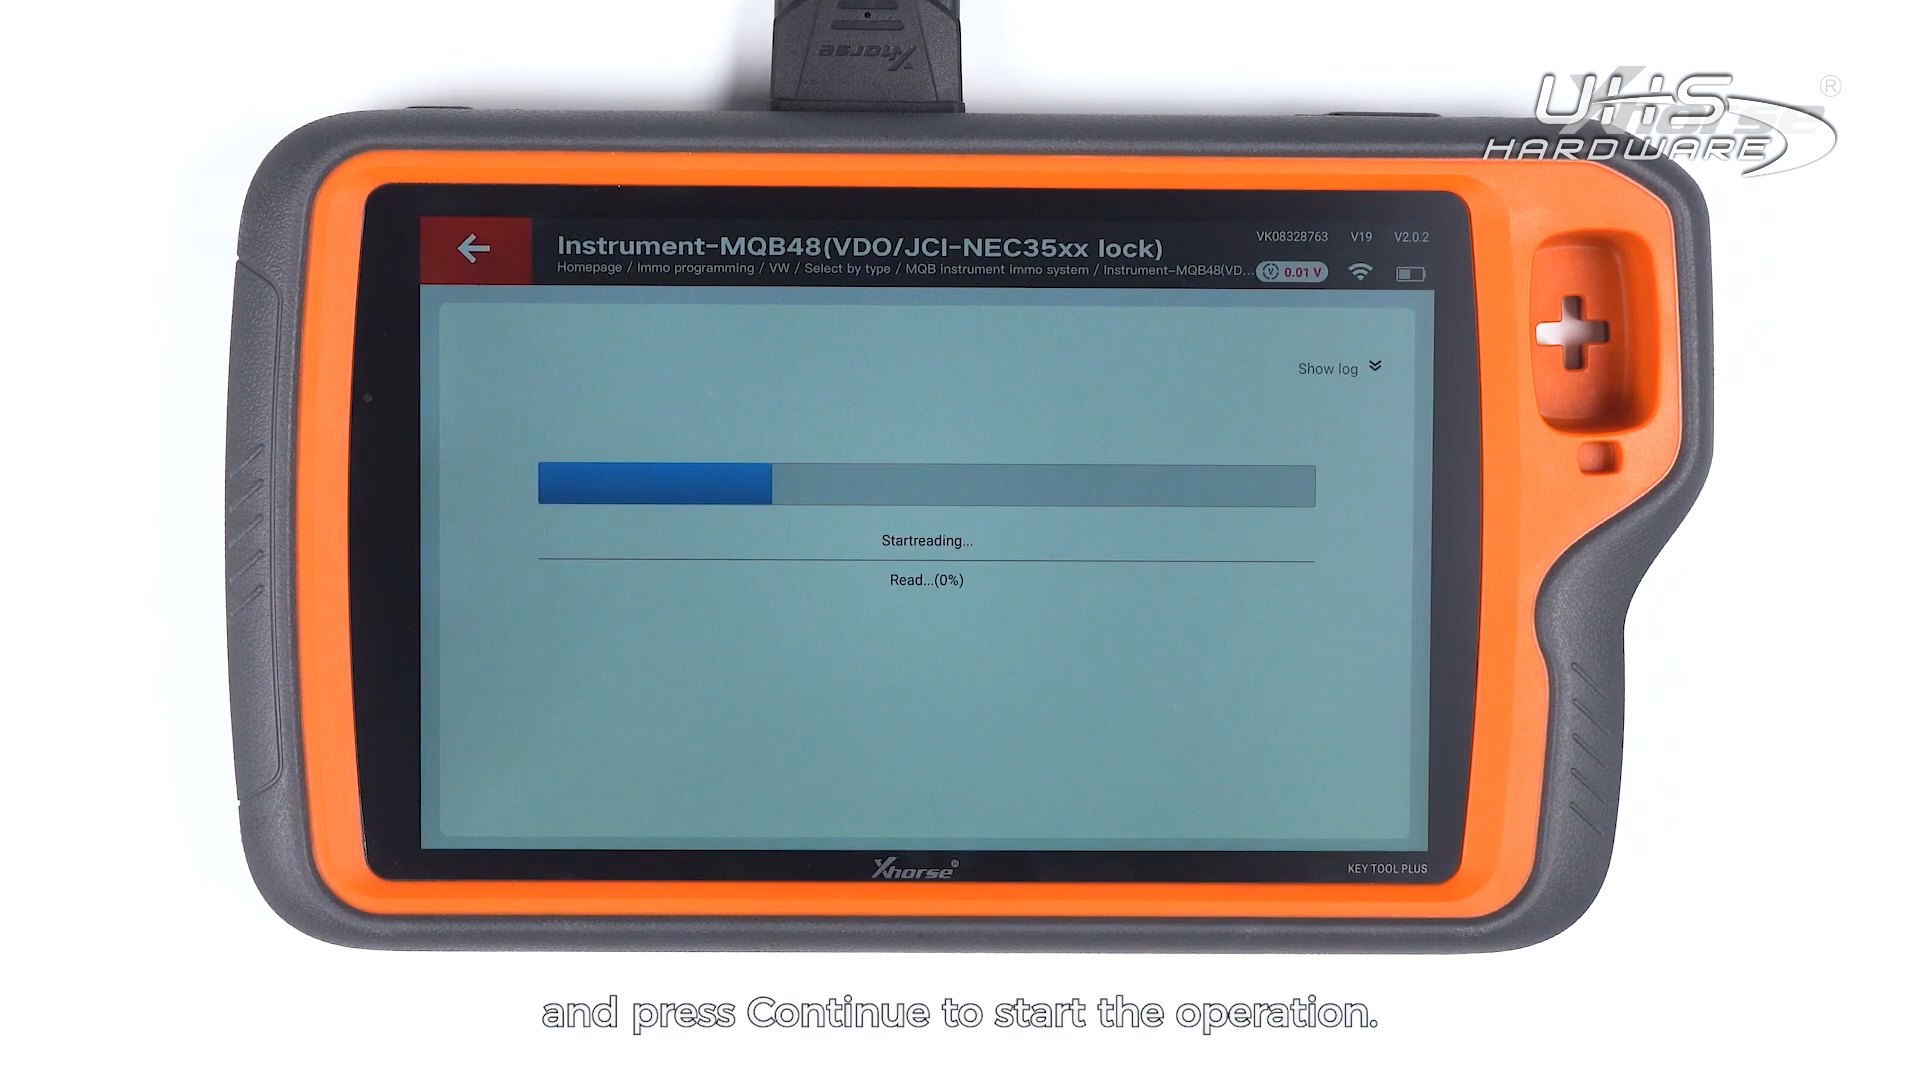 Xhorse
UHS
HARDWARE
®
Instrument-MQB48(VDO/JCI-NEC35xx lock)
VK08328763 V19 V2.0.2
Homepage / Immo programming / VW / Select by type / MQB instrument immo system / Instrument-MQB48(VD...
0.01 V
Show log
Startreading...
Read...(0%)
Xhorse®
KEY TOOL PLUS
and press Continue to start the operation.